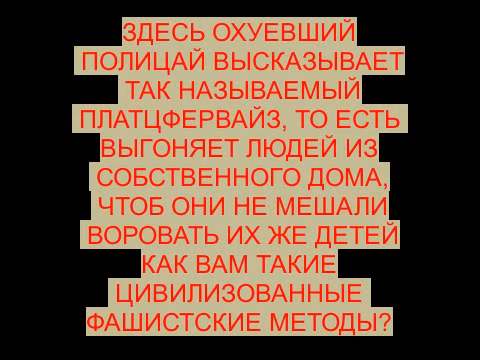 ЗДЕСЬ ОХУЕВШИЙ
ПОЛИЦАЙ ВЫСКАЗЫВАЕТ
ТАК НАЗЫВАЕМЫЙ
ПЛАТЦФЕРВАЙЗ, ТО ЕСТЬ
ВЫГОНЯЕТ ЛЮДЕЙ ИЗ
СОБСТВЕННОГО ДОМА,
ЧТОБ ОНИ НЕ МЕШАЛИ
ВОРОВАТЬ ИХ ЖЕ ДЕТЕЙ
КАК ВАМ ТАКИЕ
ЦИВИЛИЗОВАННЫЕ
ФАШИСТСКИЕ МЕТОДЫ?